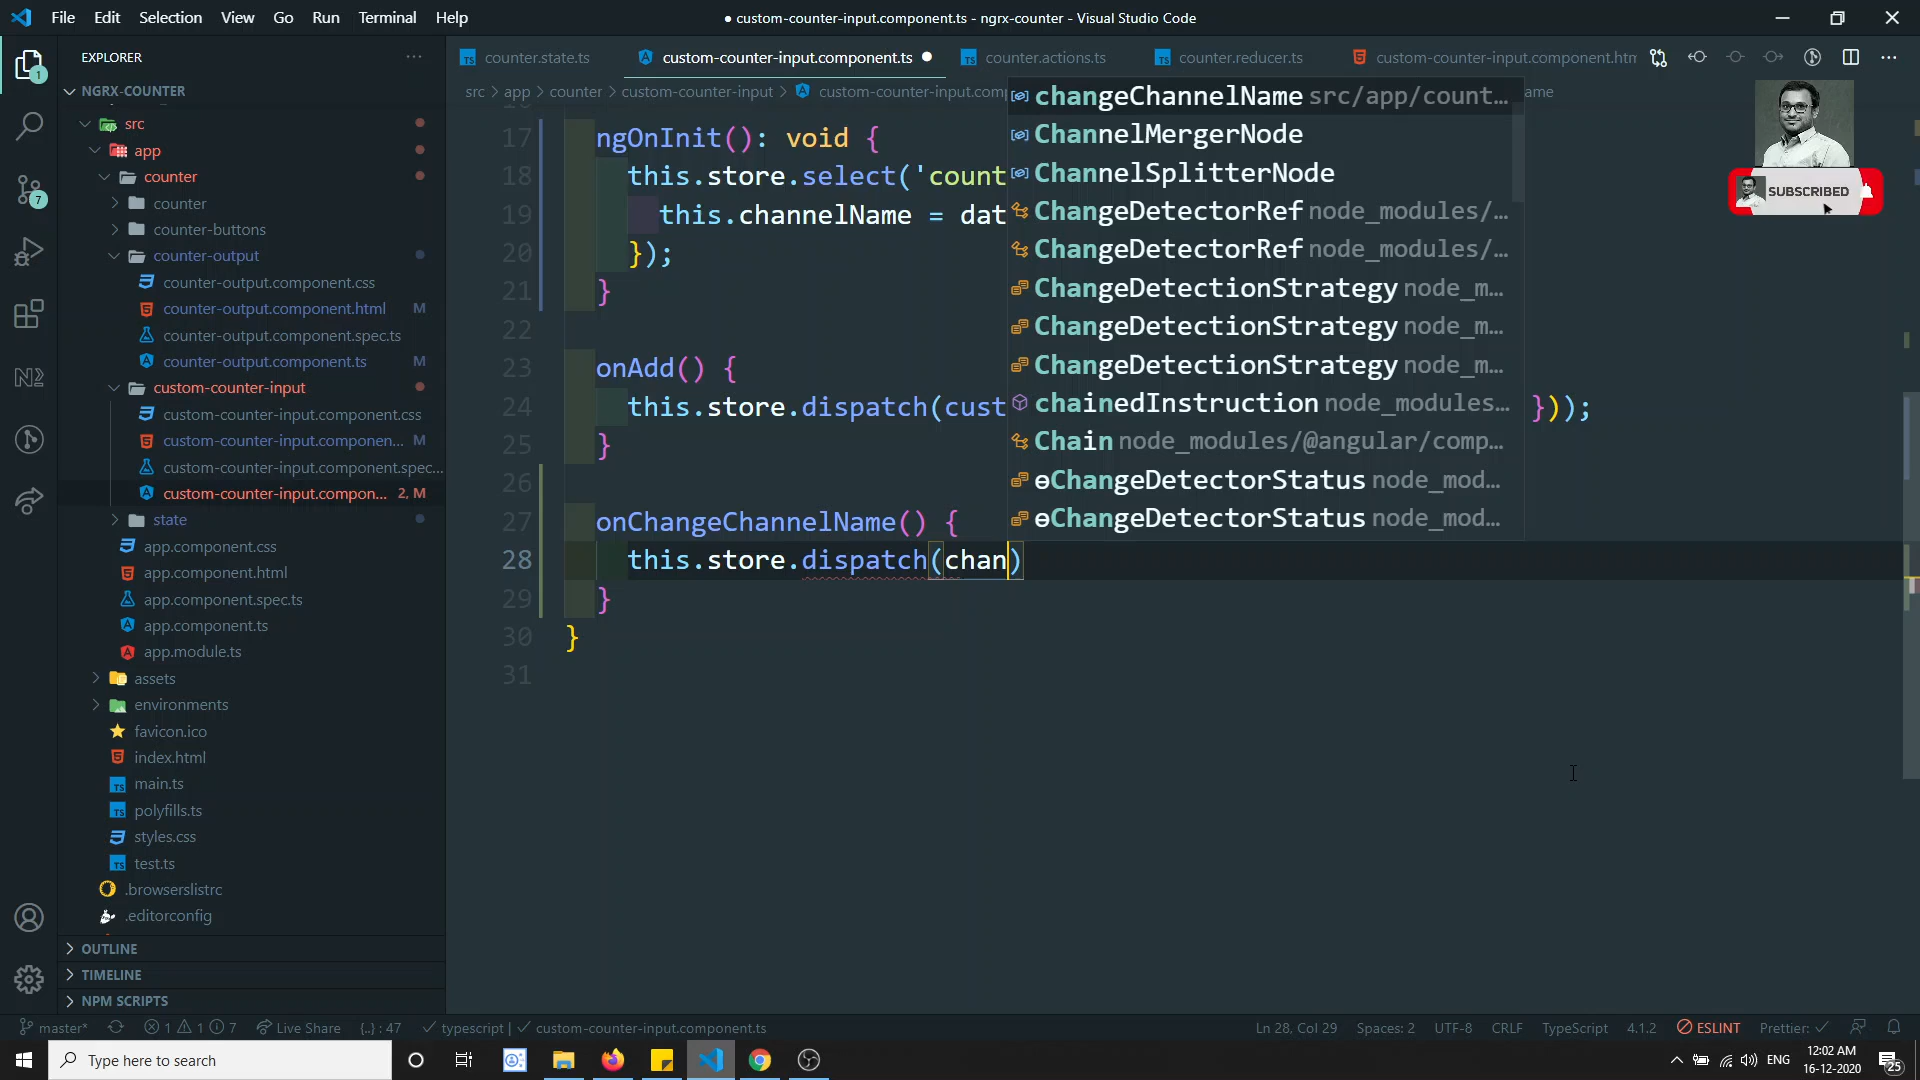 File Edit Selection View Go Run Terminal Help
● custom-counter-input.component.ts - ngrx-counter - Visual Studio Code
EXPLORER
counter.state.ts
custom-counter-input.component.ts
counter.actions.ts
counter.reducer.ts
custom-counter-input.component.htm
NGRX-COUNTER
src > app > counter > custom-counter-input > custom-counter-input.comp
ame
src
app
counter
counter
counter-buttons
counter-output
counter-output.component.css
counter-output.component.html M
counter-output.component.spec.ts
counter-output.component.ts M
custom-counter-input
custom-counter-input.component.css
custom-counter-input.componen... M
custom-counter-input.component.spec...
custom-counter-input.compon... 2, M
state
app.component.css
app.component.html
app.component.spec.ts
app.component.ts
app.module.ts
assets
environments
favicon.ico
index.html
main.ts
polyfills.ts
styles.css
test.ts
.browserslistrc
.editorconfig
OUTLINE
TIMELINE
NPM SCRIPTS
17 ngOnInit(): void {
18 this.store.select('count
19 this.channelName = dat
20 });
21 }
22
23 onAdd() {
24 this.store.dispatch(cust }));
25 }
26
27 onChangeChannelName() {
28 this.store.dispatch(chan)
29 }
30 }
31
changeChannelName src/app/count...
ChannelMergerNode
ChannelSplitterNode
ChangeDetectorRef node_modules/...
ChangeDetectorRef node_modules/...
ChangeDetectionStrategy node_m...
ChangeDetectionStrategy node_m...
ChangeDetectionStrategy node_m...
chainedInstruction node_modules...
Chain node_modules/@angular/comp...
ɵChangeDetectorStatus node_mod...
ɵChangeDetectorStatus node_mod...
SUBSCRIBED
1
7
master* 1 1 7 Live Share {..} : 47 typescript | custom-counter-input.component.ts
Ln 28, Col 29 Spaces: 2 UTF-8 CRLF TypeScript 4.1.2 ESLINT Prettier:
Type here to search
ENG
12:02 AM
16-12-2020
25